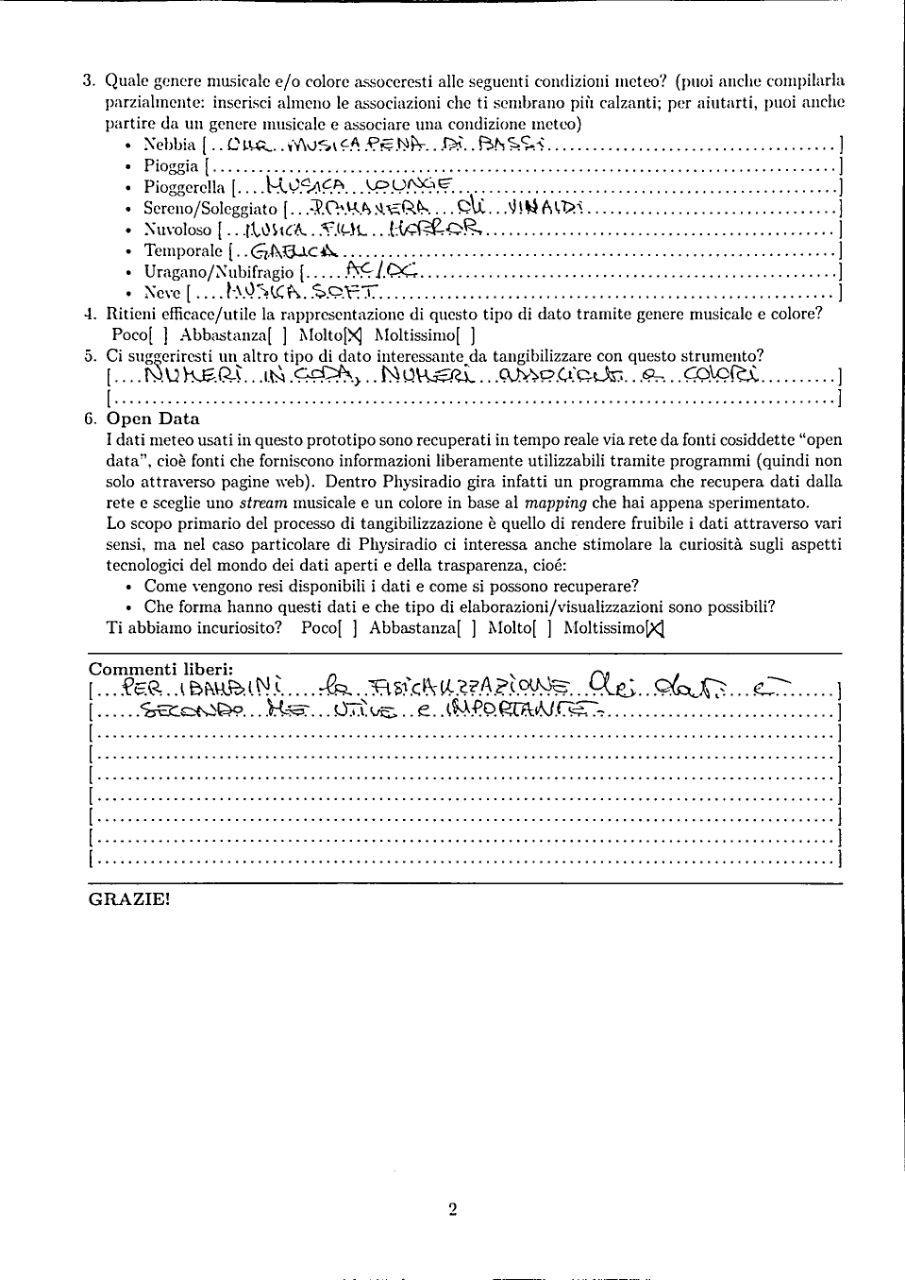 3. Quale genere musicale e/o colore assoceresti alle seguenti condizioni meteo? (puoi anche compilarla
parzialmente: inserisci almeno le associazioni che ti sembrano più calzanti; per aiutarti, puoi anche
partire da un genere musicale e associare una condizione meteo)
• Nebbia [.. MUSICA PENA DI BASSI ..]
• Pioggia [....]
• Pioggerella [.... MUSICA LOUNGE ....]
• Sereno/Soleggiato [... PRIMAVERA di VIVALDI ...]
• Nuvoloso [.. MUSICA FILM HORROR ..]
• Temporale [.. GAELICA ..]
• Uragano/Nubifragio [..... AC/DC .....]
• Neve [.... MUSICA SOFT ....]
4. Ritieni efficace/utile la rappresentazione di questo tipo di dato tramite genere musicale e colore?
Poco[ ] Abbastanza[ ] Molto[X] Moltissimo[ ]
5. Ci suggeriresti un altro tipo di dato interessante da tangibilizzare con questo strumento?
[.... NUMERI IN CODA, NUMERI associati a COLORI ....]
[....]
6. Open Data
I dati meteo usati in questo prototipo sono recuperati in tempo reale via rete da fonti cosiddette “open
data”, cioè fonti che forniscono informazioni liberamente utilizzabili tramite programmi (quindi non
solo attraverso pagine web). Dentro Physiradio gira infatti un programma che recupera dati dalla
rete e sceglie uno stream musicale e un colore in base al mapping che hai appena sperimentato.
Lo scopo primario del processo di tangibilizzazione è quello di rendere fruibile i dati attraverso vari
sensi, ma nel caso particolare di Physiradio ci interessa anche stimolare la curiosità sugli aspetti
tecnologici del mondo dei dati aperti e della trasparenza, cioé:
• Come vengono resi disponibili i dati e come si possono recuperare?
• Che forma hanno questi dati e che tipo di elaborazioni/visualizzazioni sono possibili?
Ti abbiamo incuriosito? Poco[ ] Abbastanza[ ] Molto[ ] Moltissimo[X]
Commenti liberi:
[... PER I BAMBINI la FISICALIZZAZIONE dei dati è ...]
[...... SECONDO ME UTILE e IMPORTANTE. ...]
[....]
[....]
[....]
[....]
[....]
[....]
[....]
GRAZIE!
2